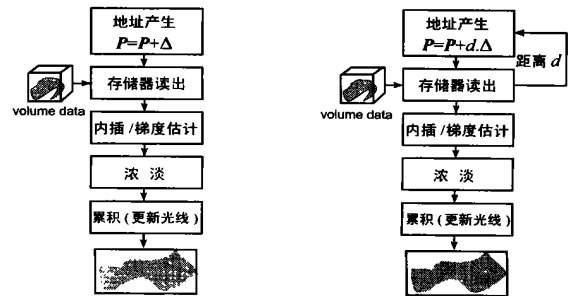 地址产生
P=P+Δ
存储器读出
volume data
内插/梯度估计
浓 淡
累积(更新光线)
地址产生
P=P+d.Δ
距离 d
存储器读出
volume data
内插/梯度估计
浓 淡
累积(更新光线)